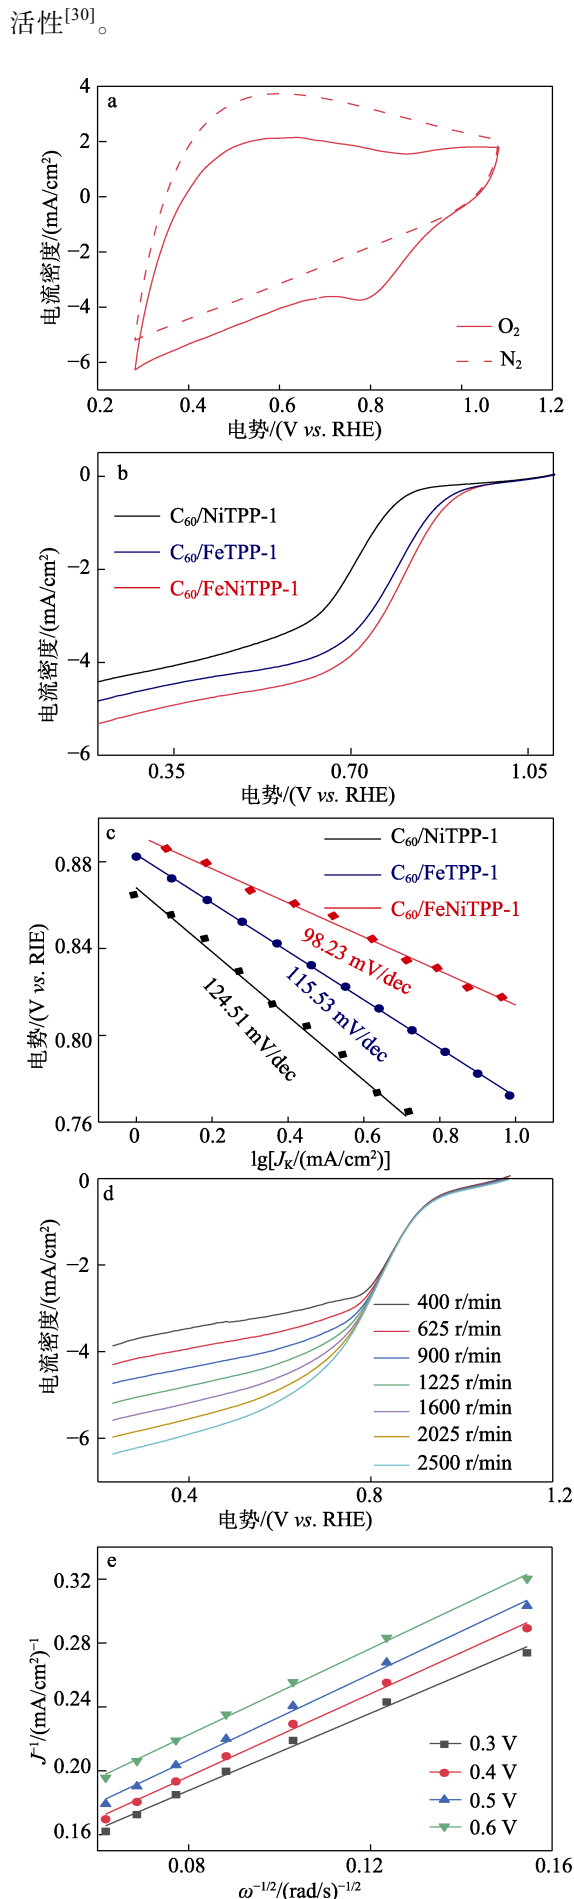 活性[30]。
a
4
2
0
−2
−4
−6
电流密度/(mA/cm²)
O₂
N₂
0.2 0.4 0.6 0.8 1.0 1.2
电势/(V vs. RHE)
b
0
−2
−4
−6
电流密度/(mA/cm²)
C₆₀/NiTPP-1
C₆₀/FeTPP-1
C₆₀/FeNiTPP-1
0.35 0.70 1.05
电势/(V vs. RHE)
c
0.88
0.84
0.80
0.76
电势/(V vs. RIE)
C₆₀/NiTPP-1
C₆₀/FeTPP-1
C₆₀/FeNiTPP-1
98.23 mV/dec
115.53 mV/dec
124.51 mV/dec
0 0.2 0.4 0.6 0.8 1.0
lg[J_K/(mA/cm²)]
d
0
−2
−4
−6
电流密度/(mA/cm²)
400 r/min
625 r/min
900 r/min
1225 r/min
1600 r/min
2025 r/min
2500 r/min
0.4 0.8 1.2
电势/(V vs. RHE)
e
0.32
0.28
0.24
0.20
0.16
J⁻¹/(mA/cm²)⁻¹
0.3 V
0.4 V
0.5 V
0.6 V
0.08 0.12 0.16
ω⁻¹/²/(rad/s)⁻¹/²